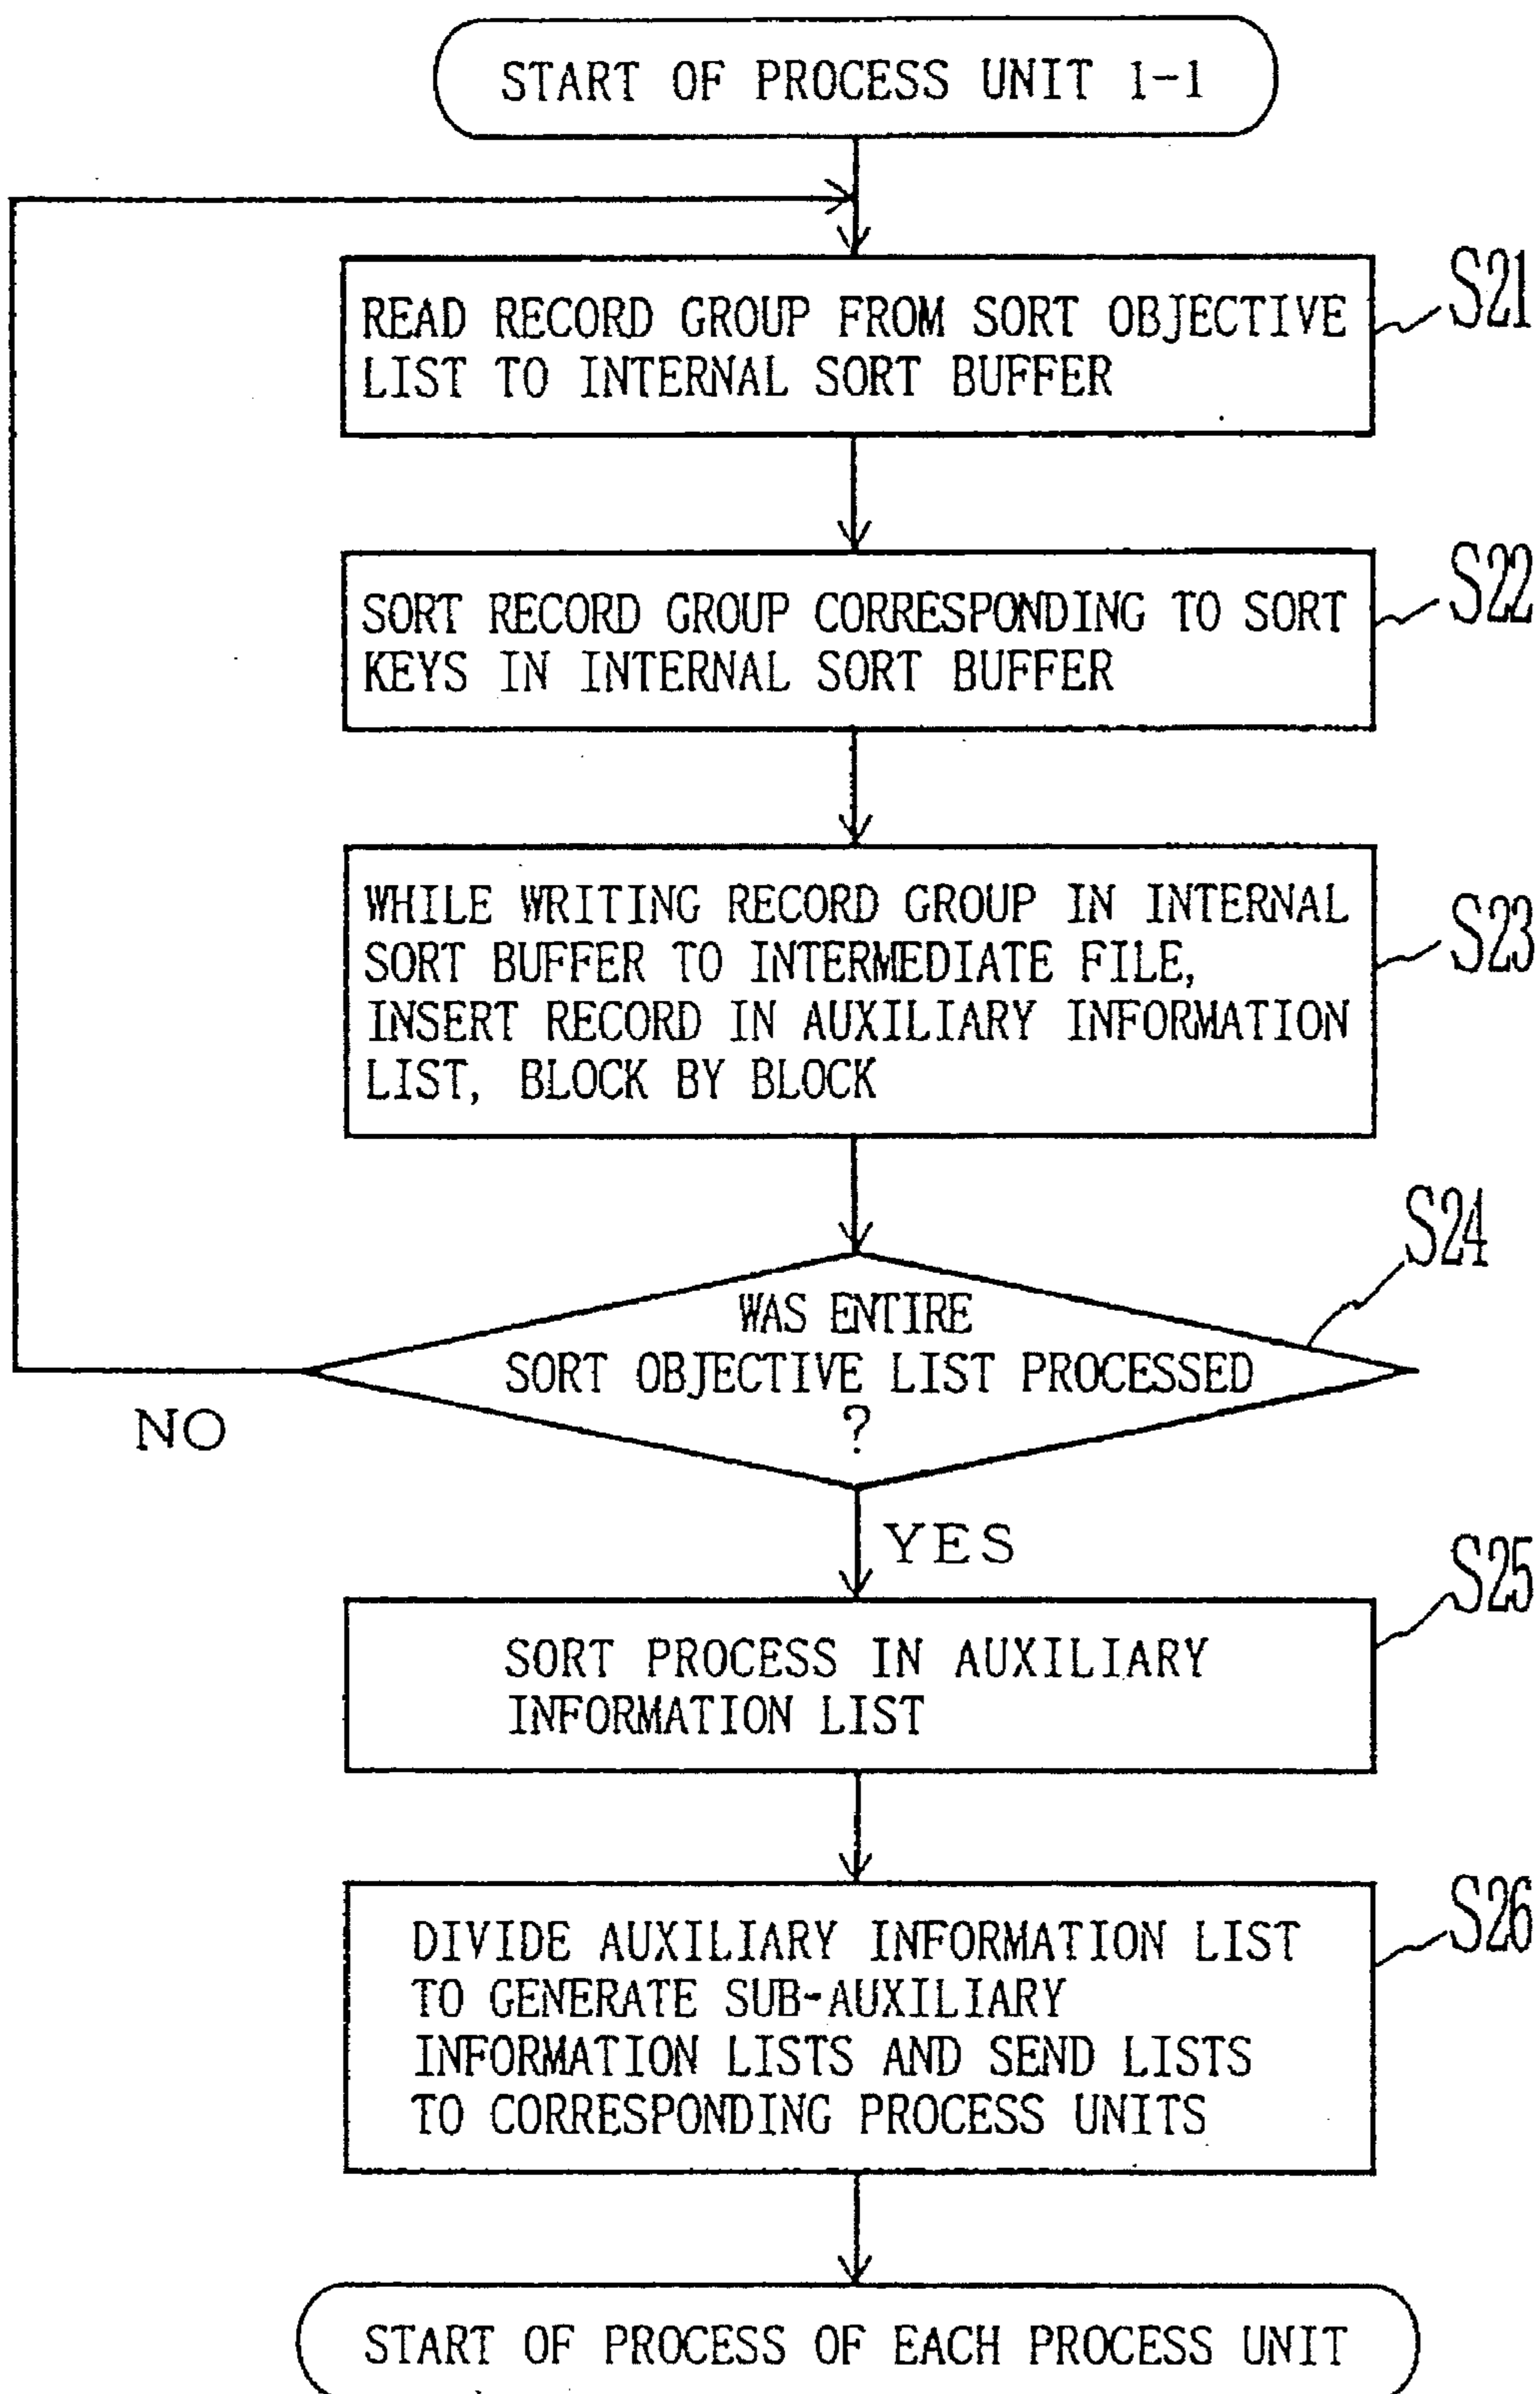 START OF PROCESS UNIT 1-1
READ RECORD GROUP FROM SORT OBJECTIVE
LIST TO INTERNAL SORT BUFFER
S21
SORT RECORD GROUP CORRESPONDING TO SORT
KEYS IN INTERNAL SORT BUFFER
S22
WHILE WRITING RECORD GROUP IN INTERNAL
SORT BUFFER TO INTERMEDIATE FILE,
INSERT RECORD IN AUXILIARY INFORMATION
LIST, BLOCK BY BLOCK
S23
S24
WAS ENTIRE
SORT OBJECTIVE LIST PROCESSED
?
NO
YES
S25
SORT PROCESS IN AUXILIARY
INFORMATION LIST
S26
DIVIDE AUXILIARY INFORMATION LIST
TO GENERATE SUB-AUXILIARY
INFORMATION LISTS AND SEND LISTS
TO CORRESPONDING PROCESS UNITS
START OF PROCESS OF EACH PROCESS UNIT